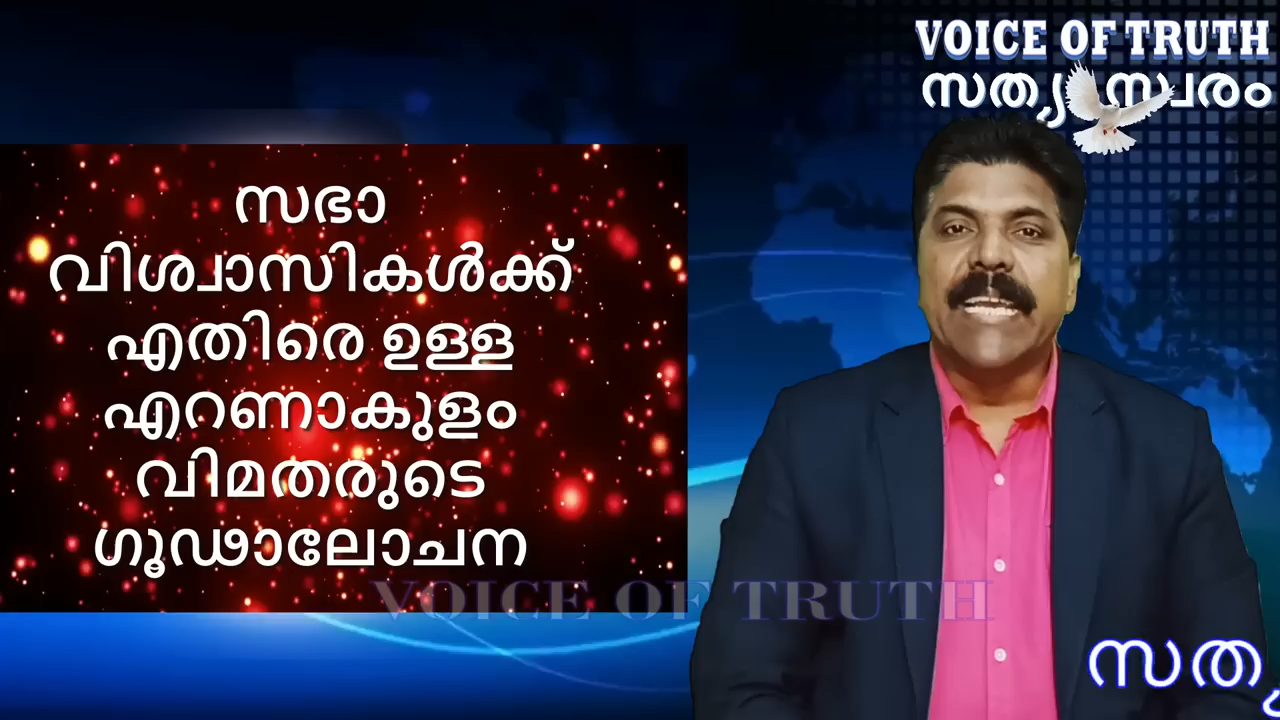 VOICE OF TRUTH
സത്യസ്വരം
സഭാ
വിശ്വാസികൾക്ക്
എതിരെ ഉള്ള
എറണാകുളം
വിമതരുടെ
ഗൂഢാലോചന
VOICE OF TRUTH